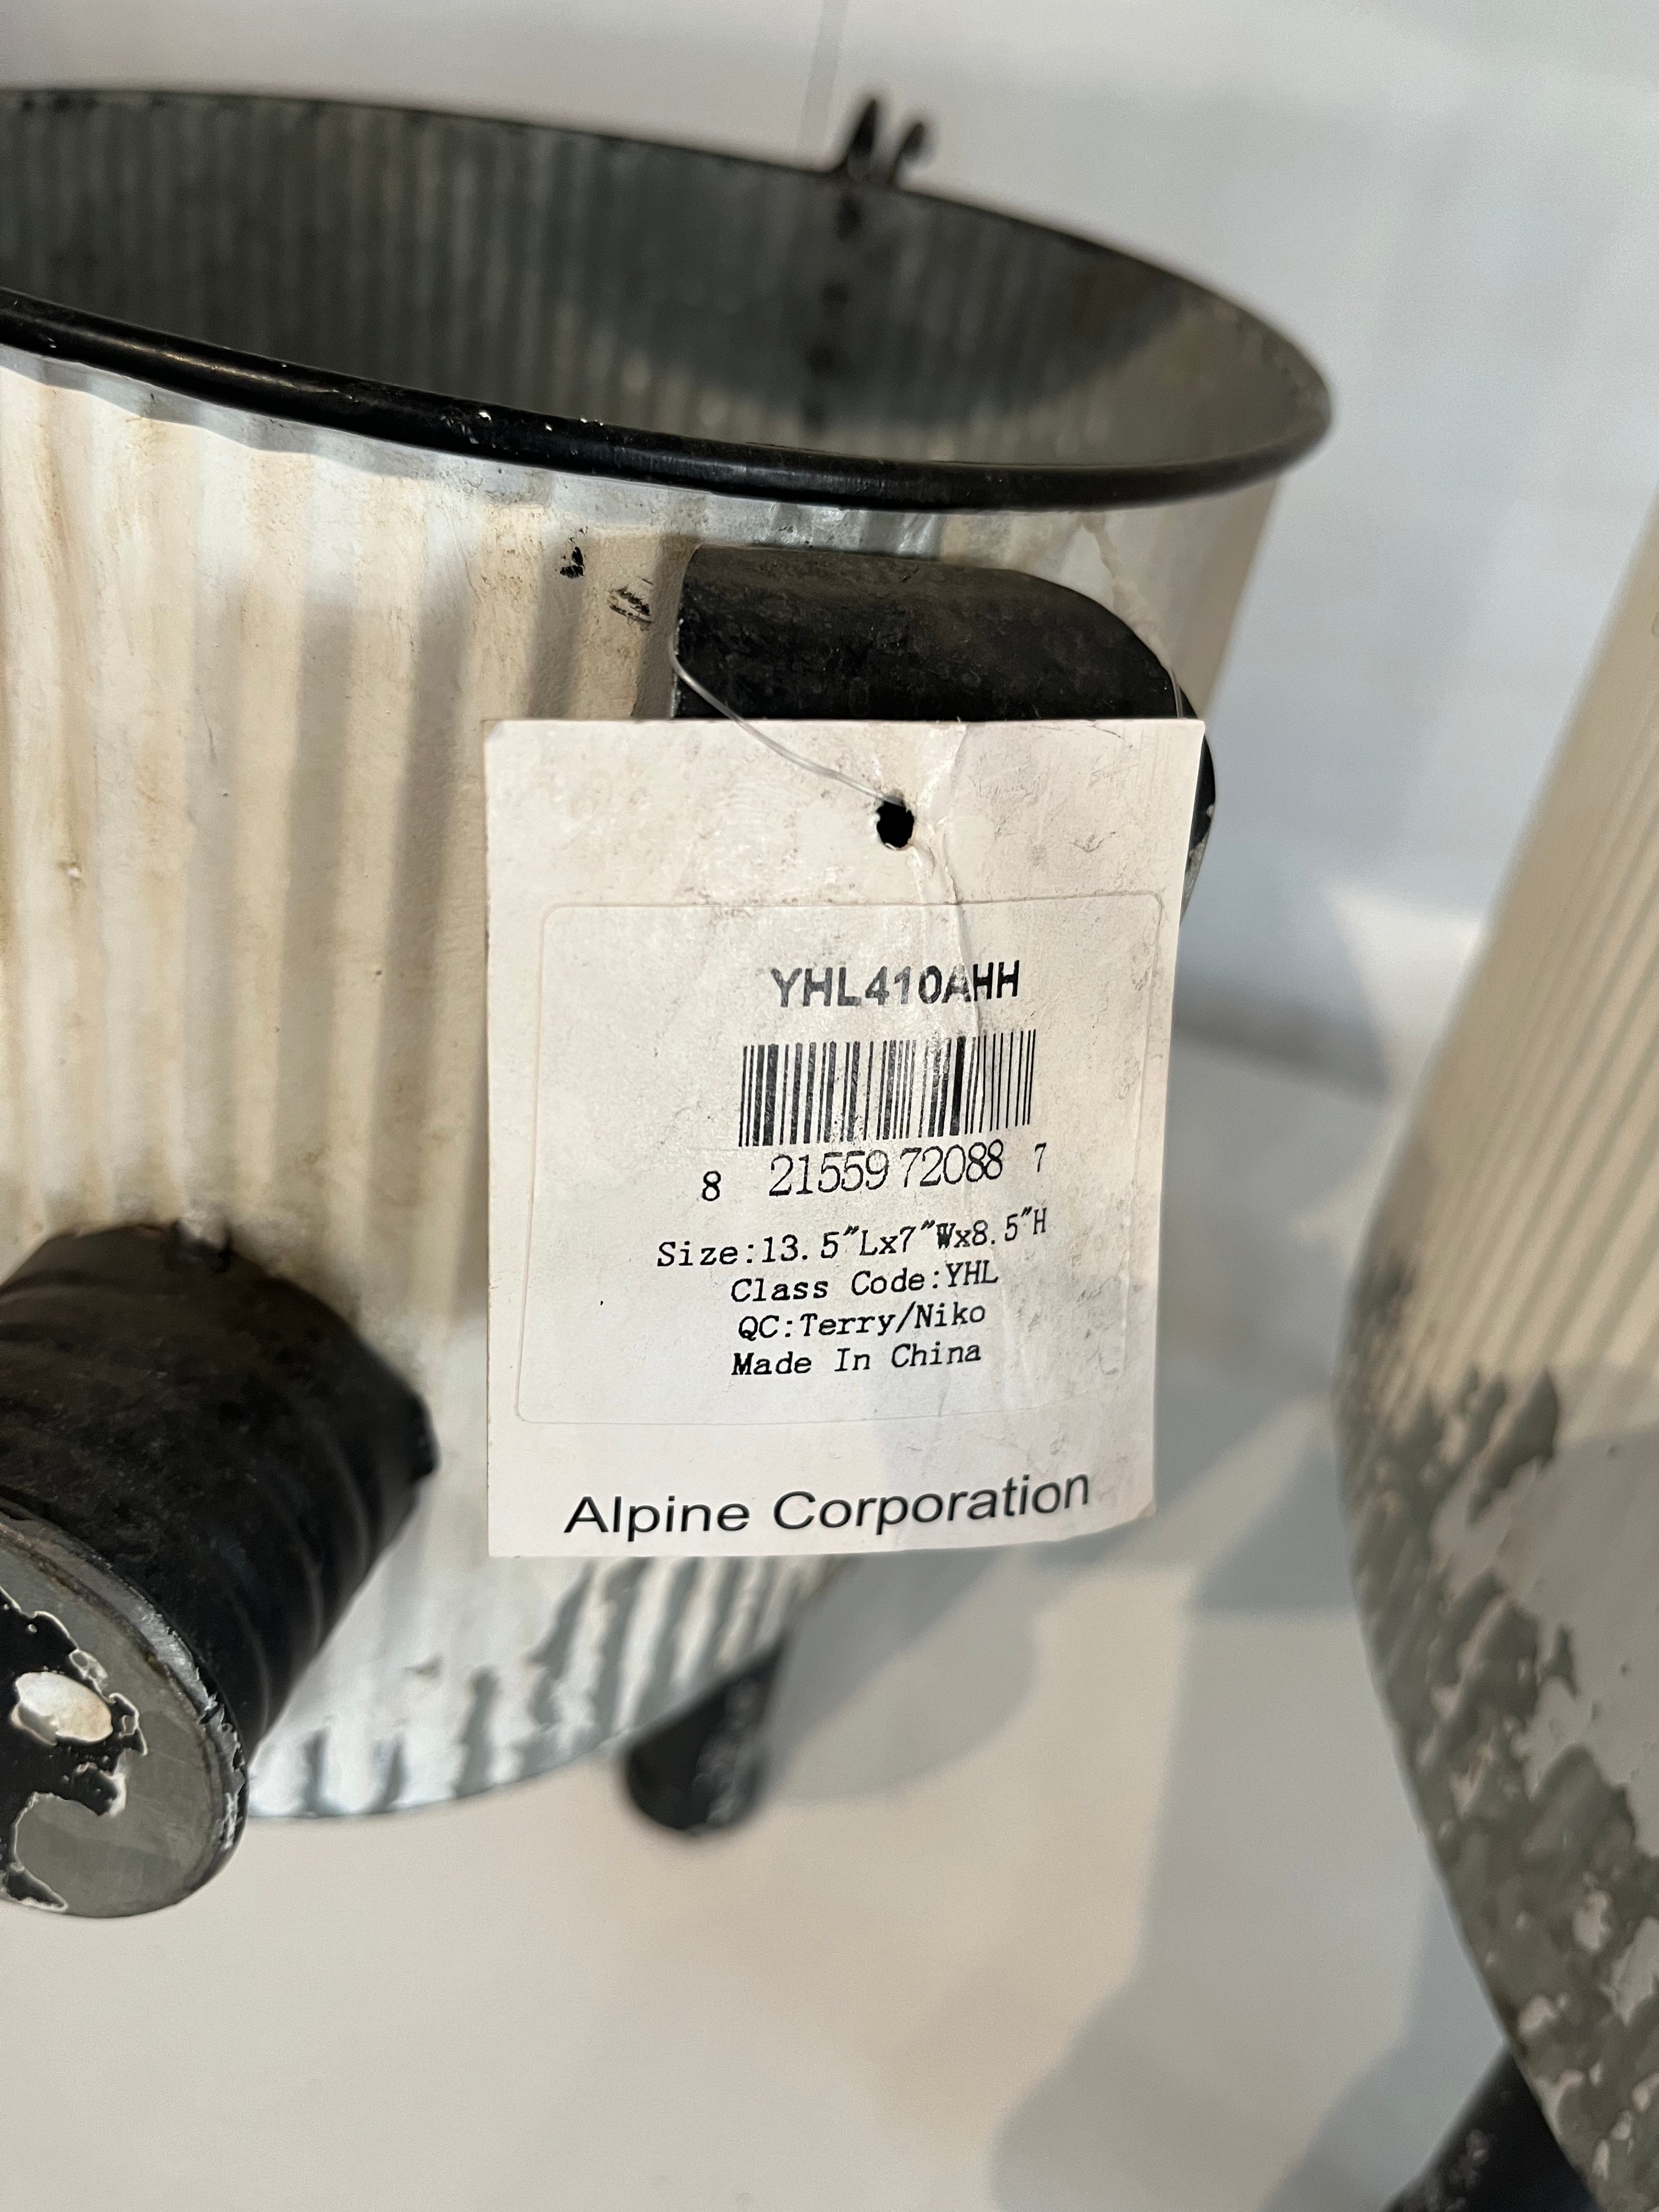 YHL410AHH
8 21559 72088 7
Size:13.5"Lx7"Wx8.5"H
Class Code:YHL
QC:Terry/Niko
Made In China
Alpine Corporation